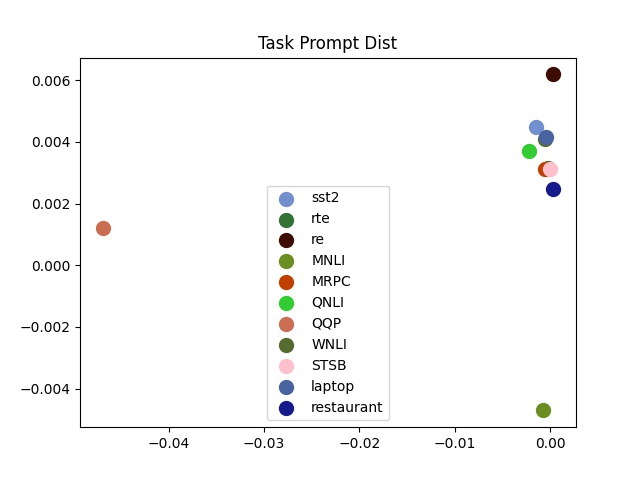 Task Prompt Dist
0.006
0.004
0.002
0.000
−0.002
−0.004
sst2
rte
re
MNLI
MRPC
QNLI
QQP
WNLI
STSB
laptop
restaurant
−0.04
−0.03
−0.02
−0.01
0.00